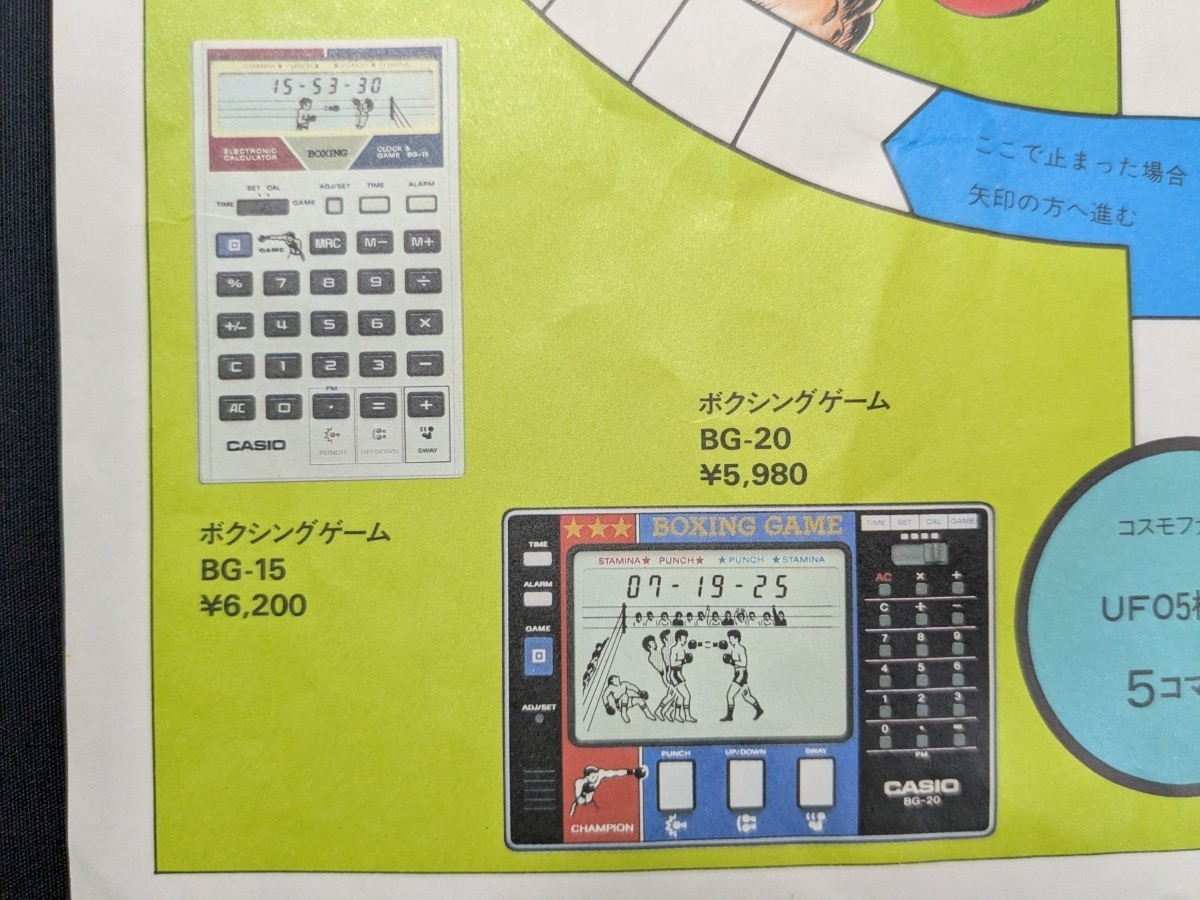 STAMINA★ PUNCH★ ★PUNCH ★STAMINA
15-53-30
ELECTRONIC CALCULATOR
BOXING
CLOCK & GAME BG-15
SET CAL
TIME GAME
ADJ/SET TIME ALARM
GAME MRC M− M+
% 7 8 9 ÷
+/− 4 5 6 ×
C 1 2 3 −
PM
AC 0 · = +
CASIO
PUNCH UP/DOWN SWAY
ボクシングゲーム
BG-15
¥6,200
ここで止まった場合
矢印の方へ進む
ボクシングゲーム
BG-20
¥5,980
★★★ BOXING GAME
TIME SET CAL GAME
TIME
ALARM
GAME
ADJ/SET
STAMINA★ PUNCH★ ★PUNCH ★STAMINA
07-19-25
AC × +
C ÷ −
7 8 9
4 5 6
1 2 3
0 · =
PM
PUNCH UP/DOWN SWAY
CHAMPION
CASIO
BG-20
コスモフ
UFO5
5コマ